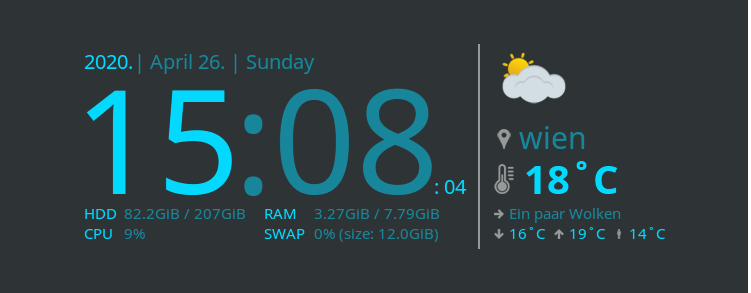 2020. | April 26. | Sunday
15:08 : 04
HDD 82.2GiB / 207GiB RAM 3.27GiB / 7.79GiB
CPU 9% SWAP 0% (size: 12.0GiB)
wien
18°C
Ein paar Wolken
16°C 19°C 14°C